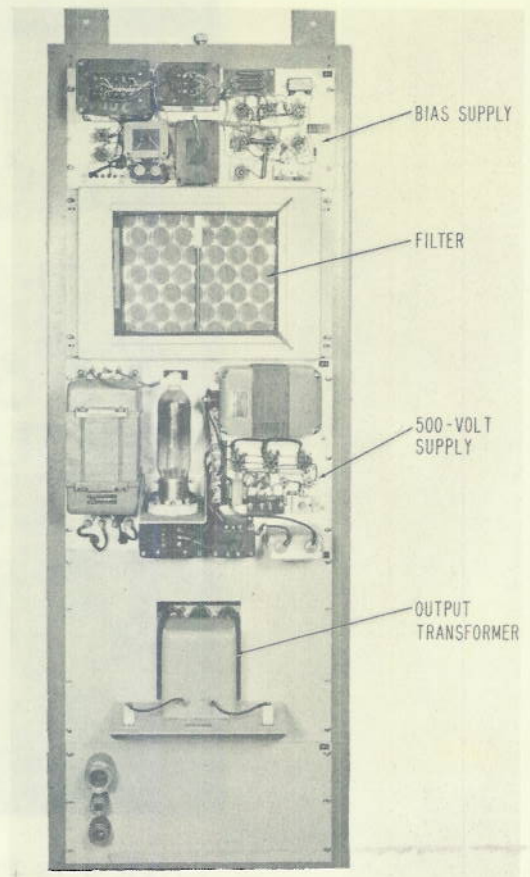 BIAS SUPPLY
FILTER
500-VOLT
SUPPLY
OUTPUT
TRANSFORMER